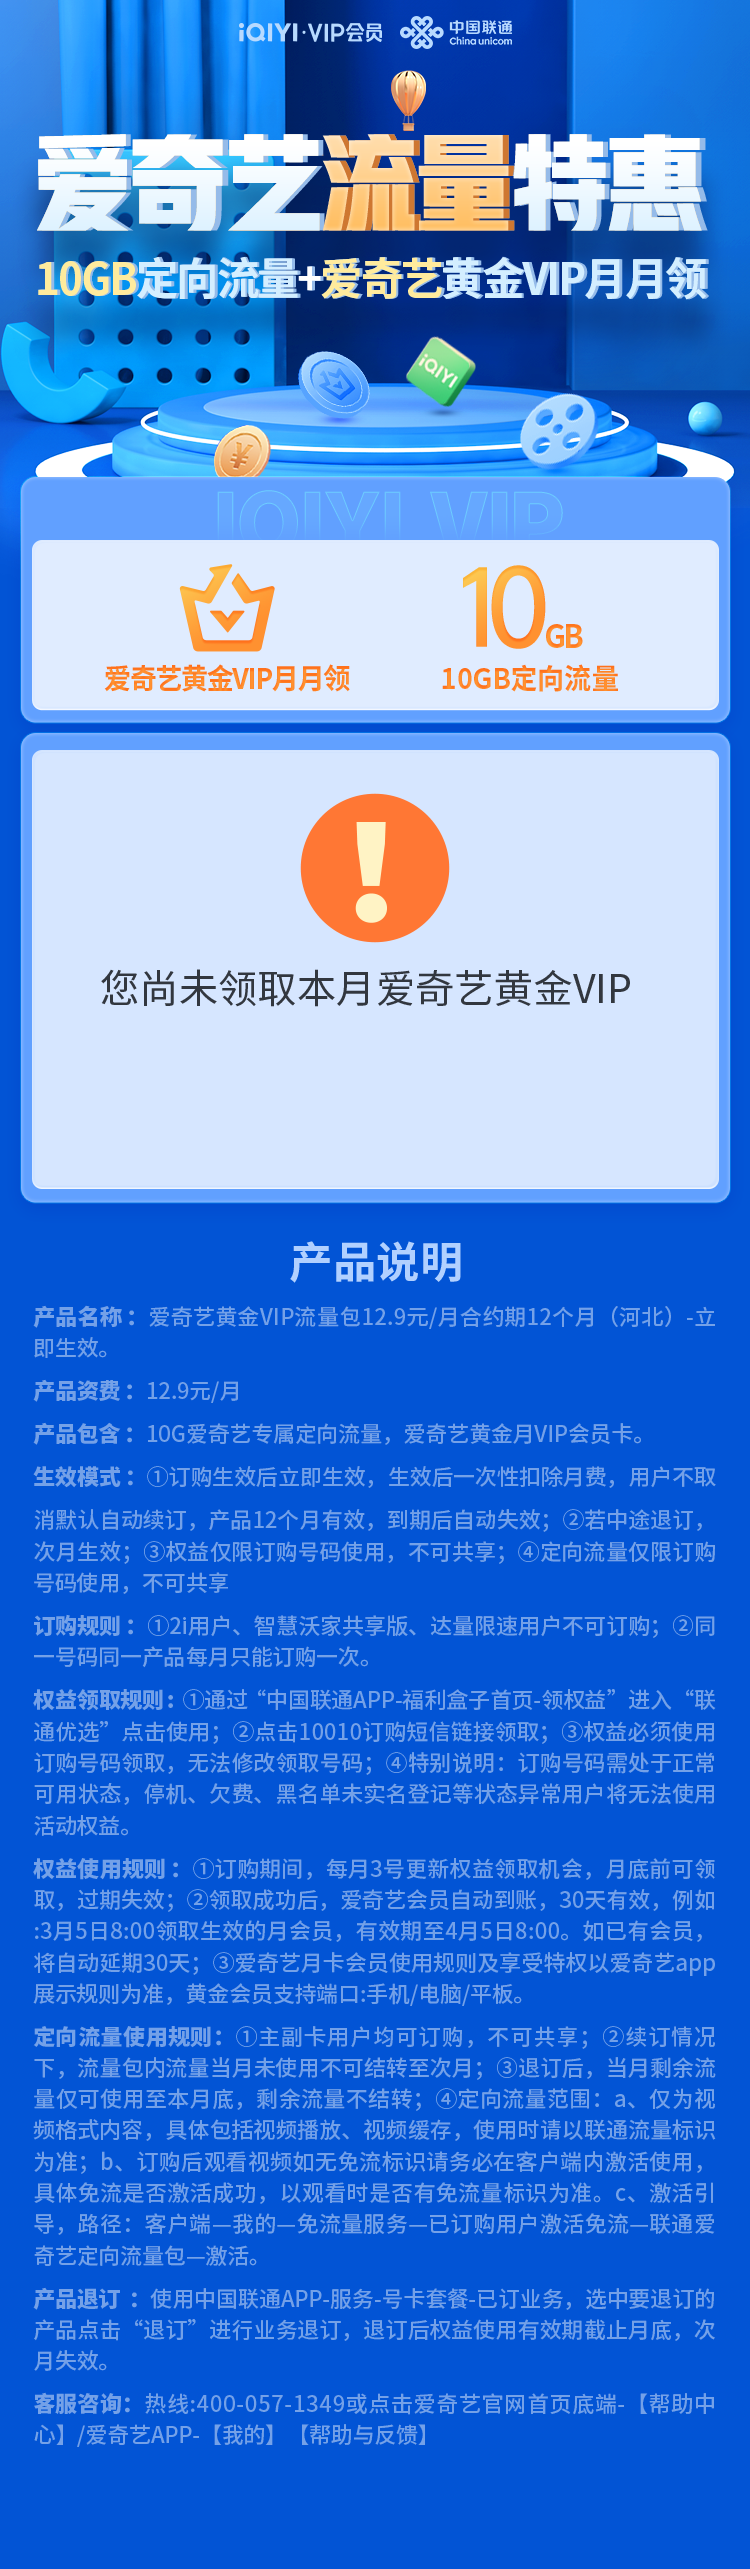 iQIYI·VIP会员 中国联通
China unicom
爱奇艺流量特惠
10GB定向流量+爱奇艺黄金VIP月月领
iQIYI
¥
IQIYI VIP
10GB
爱奇艺黄金VIP月月领 10GB定向流量
您尚未领取本月爱奇艺黄金VIP
产品说明
产品名称：爱奇艺黄金VIP流量包12.9元/月合约期12个月（河北）-立
即生效。
产品资费：12.9元/月
产品包含：10G爱奇艺专属定向流量，爱奇艺黄金月VIP会员卡。
生效模式：①订购生效后立即生效，生效后一次性扣除月费，用户不取
消默认自动续订，产品12个月有效，到期后自动失效；②若中途退订，
次月生效；③权益仅限订购号码使用，不可共享；④定向流量仅限订购
号码使用，不可共享
订购规则：①2i用户、智慧沃家共享版、达量限速用户不可订购；②同
一号码同一产品每月只能订购一次。
权益领取规则：①通过“中国联通APP-福利盒子首页-领权益”进入“联
通优选”点击使用；②点击10010订购短信链接领取；③权益必须使用
订购号码领取，无法修改领取号码；④特别说明：订购号码需处于正常
可用状态，停机、欠费、黑名单未实名登记等状态异常用户将无法使用
活动权益。
权益使用规则：①订购期间，每月3号更新权益领取机会，月底前可领
取，过期失效；②领取成功后，爱奇艺会员自动到账，30天有效，例如
:3月5日8:00领取生效的月会员，有效期至4月5日8:00。如已有会员，
将自动延期30天；③爱奇艺月卡会员使用规则及享受特权以爱奇艺app
展示规则为准，黄金会员支持端口:手机/电脑/平板。
定向流量使用规则：①主副卡用户均可订购，不可共享；②续订情况
下，流量包内流量当月未使用不可结转至次月；③退订后，当月剩余流
量仅可使用至本月底，剩余流量不结转；④定向流量范围：a、仅为视
频格式内容，具体包括视频播放、视频缓存，使用时请以联通流量标识
为准；b、订购后观看视频如无免流标识请务必在客户端内激活使用，
具体免流是否激活成功，以观看时是否有免流量标识为准。c、激活引
导，路径：客户端—我的—免流量服务—已订购用户激活免流—联通爱
奇艺定向流量包—激活。
产品退订：使用中国联通APP-服务-号卡套餐-已订业务，选中要退订的
产品点击“退订”进行业务退订，退订后权益使用有效期截止月底，次
月失效。
客服咨询：热线:400-057-1349或点击爱奇艺官网首页底端-【帮助中
心】/爱奇艺APP-【我的】【帮助与反馈】